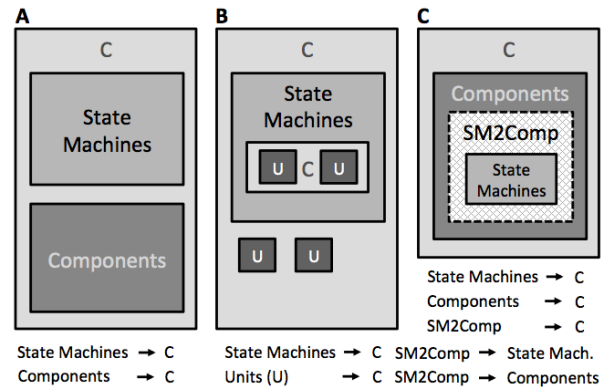 A
C
State
Machines
Components
State Machines → C
Components → C
B
C
State
Machines
U C U
U U
State Machines → C
Units (U) → C
C
C
Components
SM2Comp
State
Machines
State Machines → C
Components → C
SM2Comp → C
SM2Comp → State Mach.
SM2Comp → Components